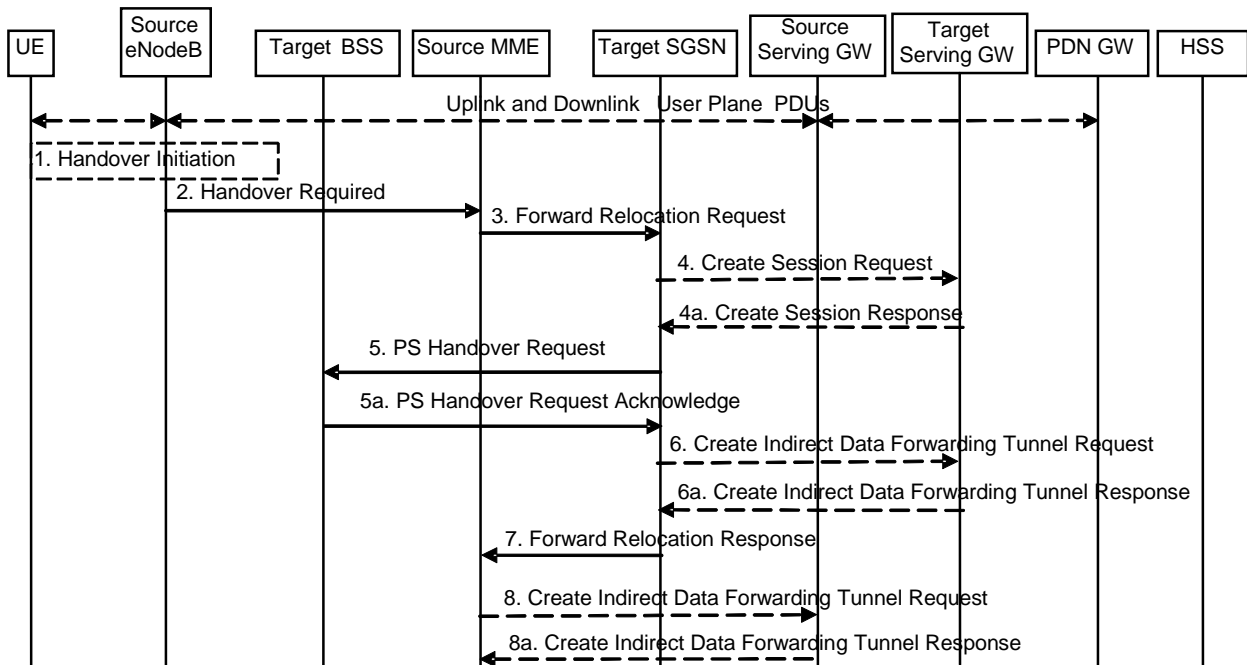 UE
Source
eNodeB
Target BSS
Source MME
Target SGSN
Source
Serving GW
Target
Serving GW
PDN GW
HSS
Uplink and Downlink User Plane PDUs
1. Handover Initiation
2. Handover Required
3. Forward Relocation Request
4. Create Session Request
4a. Create Session Response
5. PS Handover Request
5a. PS Handover Request Acknowledge
6. Create Indirect Data Forwarding Tunnel Request
6a. Create Indirect Data Forwarding Tunnel Response
7. Forward Relocation Response
8. Create Indirect Data Forwarding Tunnel Request
8a. Create Indirect Data Forwarding Tunnel Response